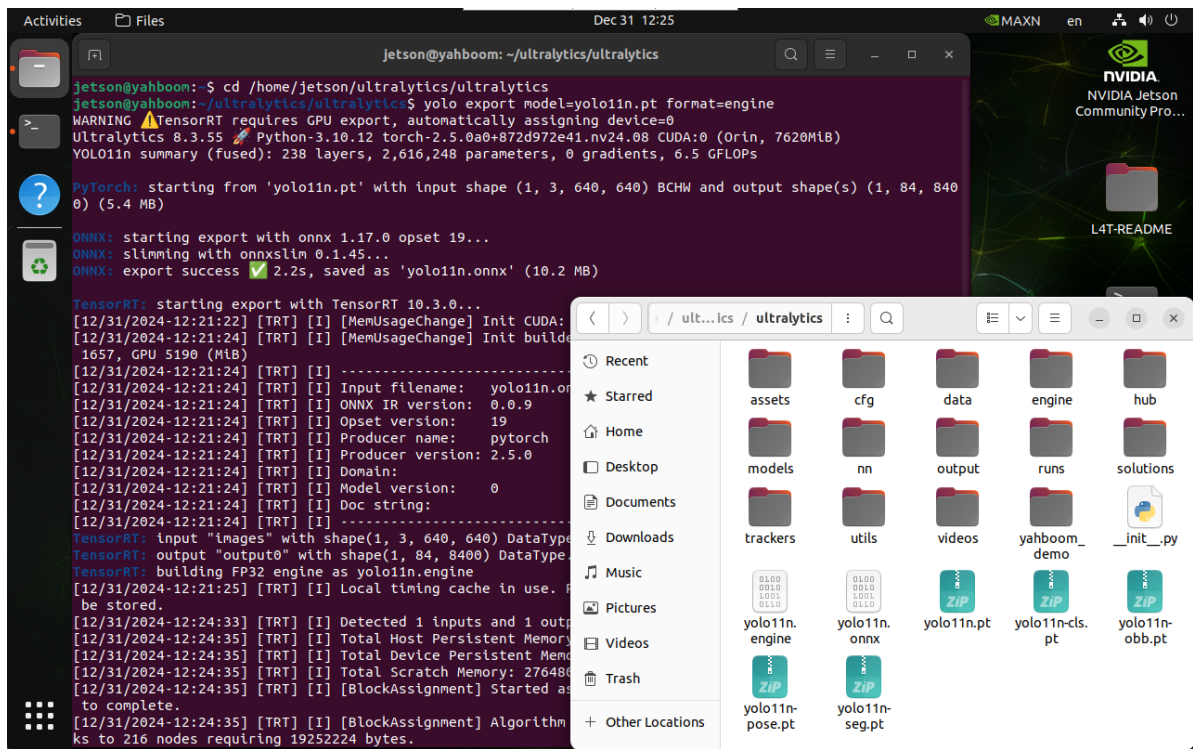 Activities
Files
Dec 31 12:25
MAXN
en
jetson@yahboom: ~/ultralytics/ultralytics
jetson@yahboom:~$ cd /home/jetson/ultralytics/ultralytics
jetson@yahboom:~/ultralytics/ultralytics$ yolo export model=yolo11n.pt format=engine
WARNING ⚠️TensorRT requires GPU export, automatically assigning device=0
Ultralytics 8.3.55 🚀 Python-3.10.12 torch-2.5.0a0+872d972e41.nv24.08 CUDA:0 (Orin, 7620MiB)
YOLO11n summary (fused): 238 layers, 2,616,248 parameters, 0 gradients, 6.5 GFLOPs
PyTorch: starting from 'yolo11n.pt' with input shape (1, 3, 640, 640) BCHW and output shape(s) (1, 84, 840
0) (5.4 MB)
ONNX: starting export with onnx 1.17.0 opset 19...
ONNX: slimming with onnxslim 0.1.45...
ONNX: export success ✅ 2.2s, saved as 'yolo11n.onnx' (10.2 MB)
TensorRT: starting export with TensorRT 10.3.0...
[12/31/2024-12:21:22] [TRT] [I] [MemUsageChange] Init CUDA:
[12/31/2024-12:21:24] [TRT] [I] [MemUsageChange] Init builde
1657, GPU 5190 (MiB)
[12/31/2024-12:21:24] [TRT] [I] ----------------------------
[12/31/2024-12:21:24] [TRT] [I] Input filename:   yolo11n.on
[12/31/2024-12:21:24] [TRT] [I] ONNX IR version:  0.0.9
[12/31/2024-12:21:24] [TRT] [I] Opset version:    19
[12/31/2024-12:21:24] [TRT] [I] Producer name:    pytorch
[12/31/2024-12:21:24] [TRT] [I] Producer version: 2.5.0
[12/31/2024-12:21:24] [TRT] [I] Domain:
[12/31/2024-12:21:24] [TRT] [I] Model version:    0
[12/31/2024-12:21:24] [TRT] [I] Doc string:
[12/31/2024-12:21:24] [TRT] [I] ----------------------------
TensorRT: input "images" with shape(1, 3, 640, 640) DataType
TensorRT: output "output0" with shape(1, 84, 8400) DataType.
TensorRT: building FP32 engine as yolo11n.engine
[12/31/2024-12:21:25] [TRT] [I] Local timing cache in use.
be stored.
[12/31/2024-12:24:33] [TRT] [I] Detected 1 inputs and 1 outp
[12/31/2024-12:24:35] [TRT] [I] Total Host Persistent Memory
[12/31/2024-12:24:35] [TRT] [I] Total Device Persistent Memo
[12/31/2024-12:24:35] [TRT] [I] Total Scratch Memory: 276480
[12/31/2024-12:24:35] [TRT] [I] [BlockAssignment] Started as
to complete.
[12/31/2024-12:24:35] [TRT] [I] [BlockAssignment] Algorithm
ks to 216 nodes requiring 19252224 bytes.
NVIDIA.
NVIDIA Jetson
Community Pro...
L4T-README
/ ult...ics / ultralytics
Recent
Starred
Home
Desktop
Documents
Downloads
Music
Pictures
Videos
Trash
+ Other Locations
assets
cfg
data
engine
hub
models
nn
output
runs
solutions
trackers
utils
videos
yahboom_
demo
__init__.py
yolo11n.
engine
yolo11n.
onnx
yolo11n.pt
yolo11n-cls.
pt
yolo11n-
obb.pt
yolo11n-
pose.pt
yolo11n-
seg.pt